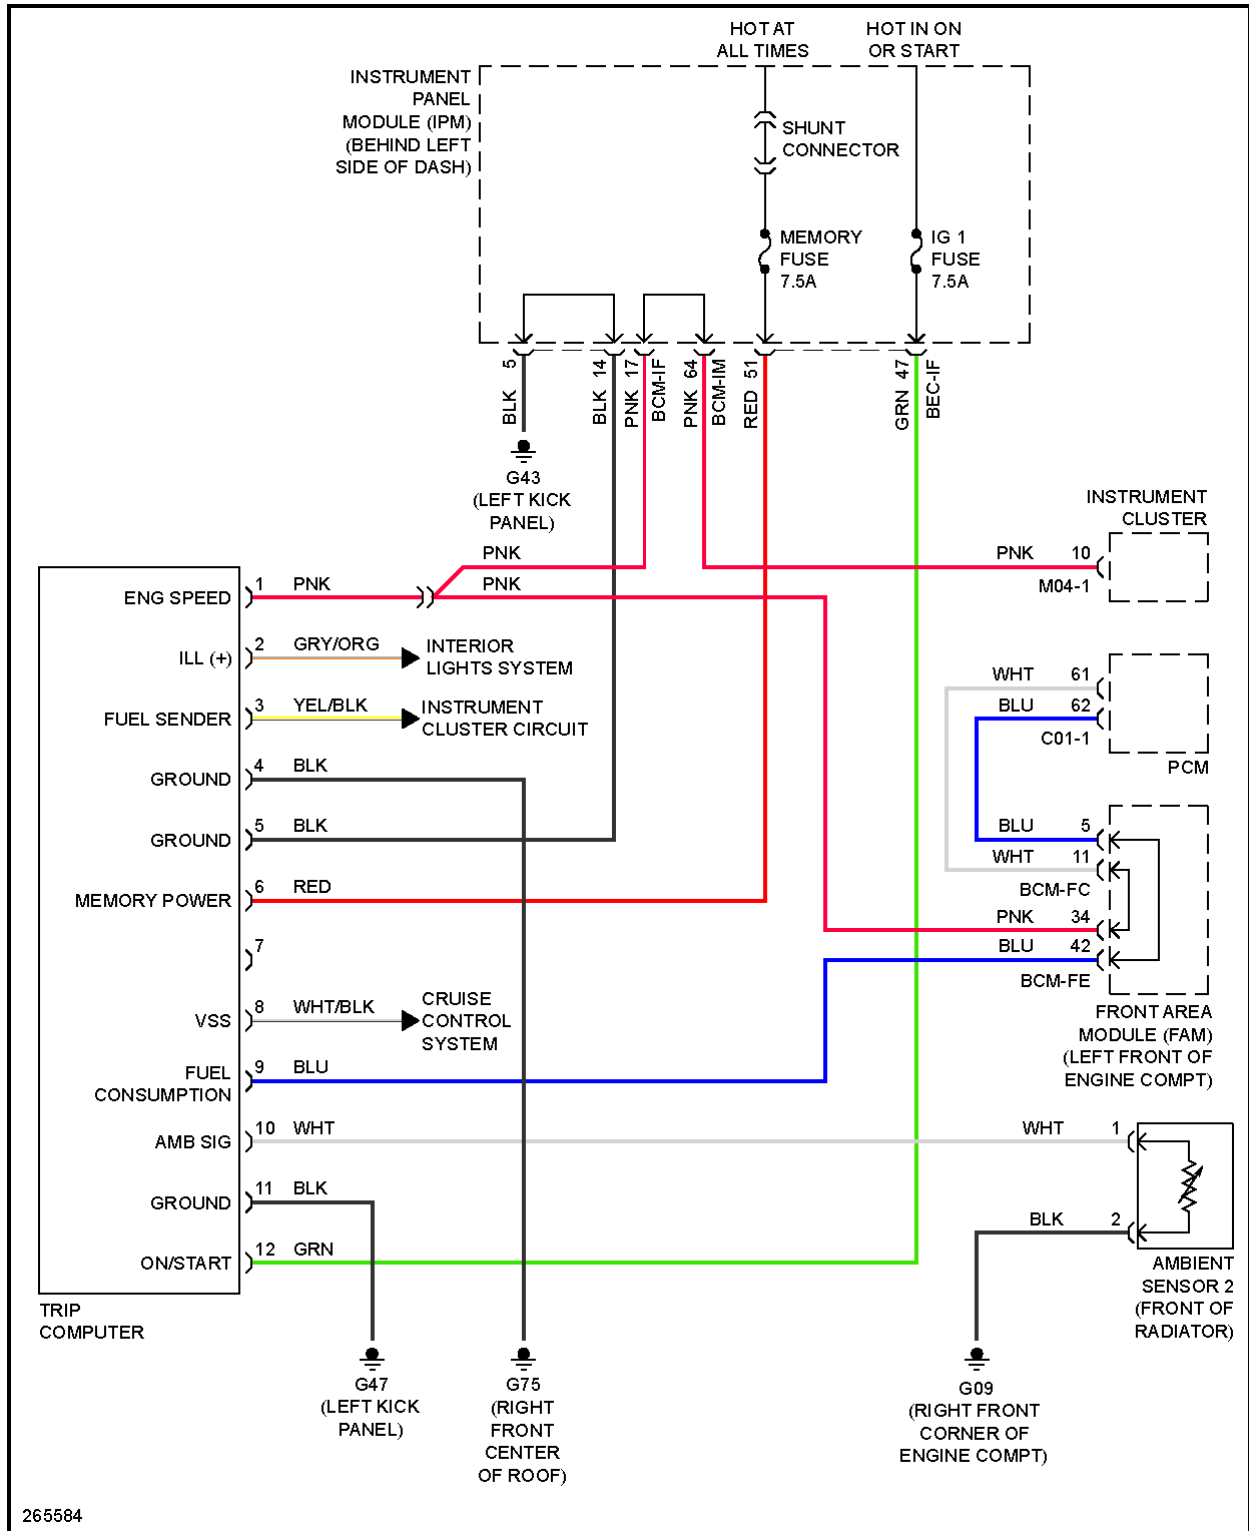 HOT AT
ALL TIMES
HOT IN ON
OR START
INSTRUMENT
PANEL
MODULE (IPM)
(BEHIND LEFT
SIDE OF DASH)
SHUNT
CONNECTOR
MEMORY
FUSE
7.5A
IG 1
FUSE
7.5A
BLK 5
BLK 14
PNK 17
BCM-IF
PNK 64
BCM-IM
RED 51
GRN 47
BEC-IF
G43
(LEFT KICK
PANEL)
INSTRUMENT
CLUSTER
PNK
PNK
PNK 10
M04-1
ENG SPEED
1 PNK
ILL (+)
2 GRY/ORG
INTERIOR
LIGHTS SYSTEM
FUEL SENDER
3 YEL/BLK
INSTRUMENT
CLUSTER CIRCUIT
WHT 61
BLU 62
C01-1
PCM
GROUND
4 BLK
GROUND
5 BLK
MEMORY POWER
6 RED
7
VSS
8 WHT/BLK
CRUISE
CONTROL
SYSTEM
FUEL
CONSUMPTION
9 BLU
BLU 5
WHT 11
BCM-FC
PNK 34
BLU 42
BCM-FE
FRONT AREA
MODULE (FAM)
(LEFT FRONT OF
ENGINE COMPT)
AMB SIG
10 WHT
WHT 1
GROUND
11 BLK
BLK 2
ON/START
12 GRN
AMBIENT
SENSOR 2
(FRONT OF
RADIATOR)
TRIP
COMPUTER
G47
(LEFT KICK
PANEL)
G75
(RIGHT
FRONT
CENTER
OF ROOF)
G09
(RIGHT FRONT
CORNER OF
ENGINE COMPT)
265584